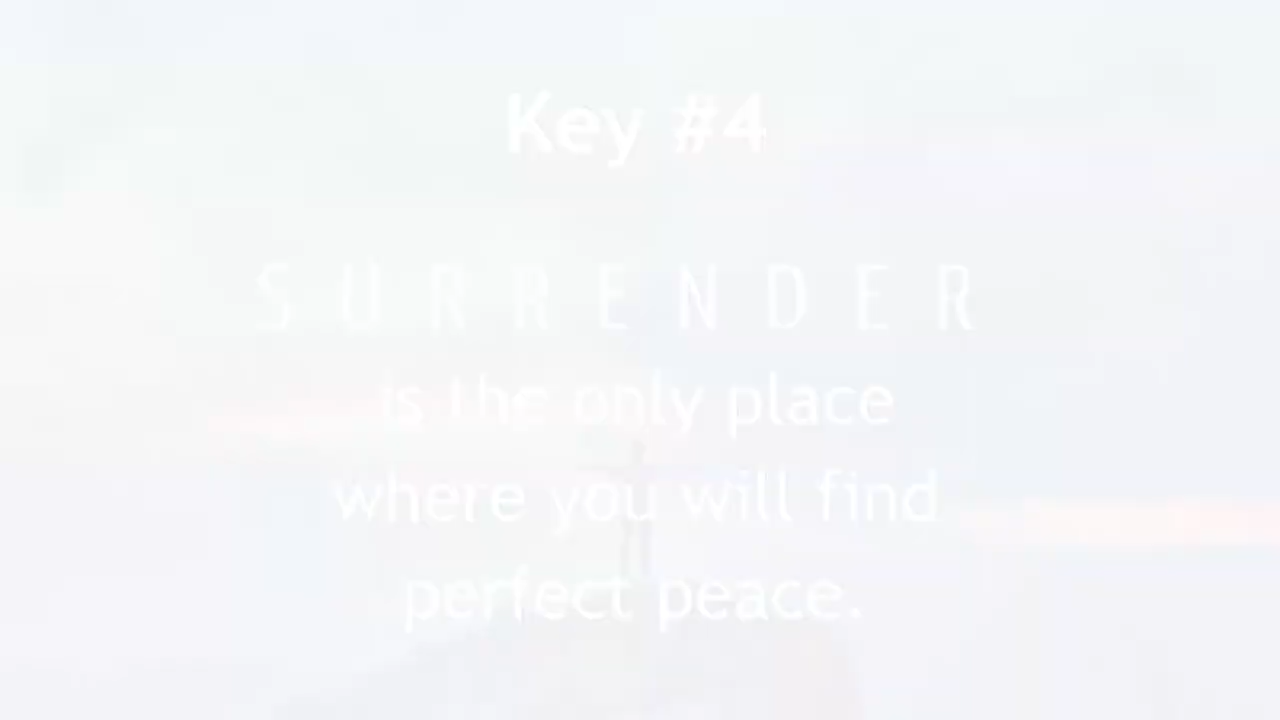 Key #4
SURRENDER
is the only place
where you will find
perfect peace.